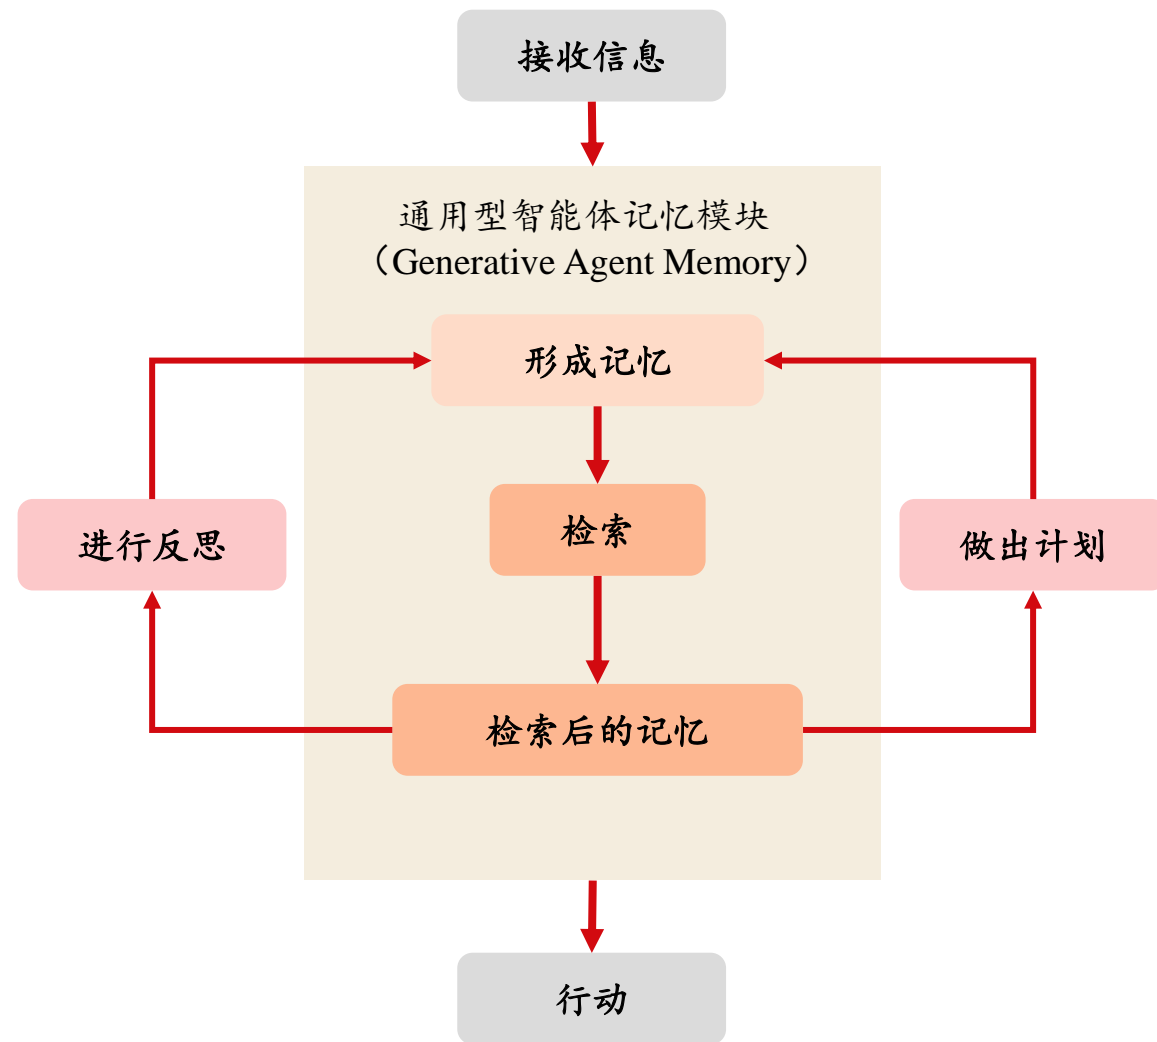 接收信息
通用型智能体记忆模块
（Generative Agent Memory）
形成记忆
检索
进行反思
做出计划
检索后的记忆
行动